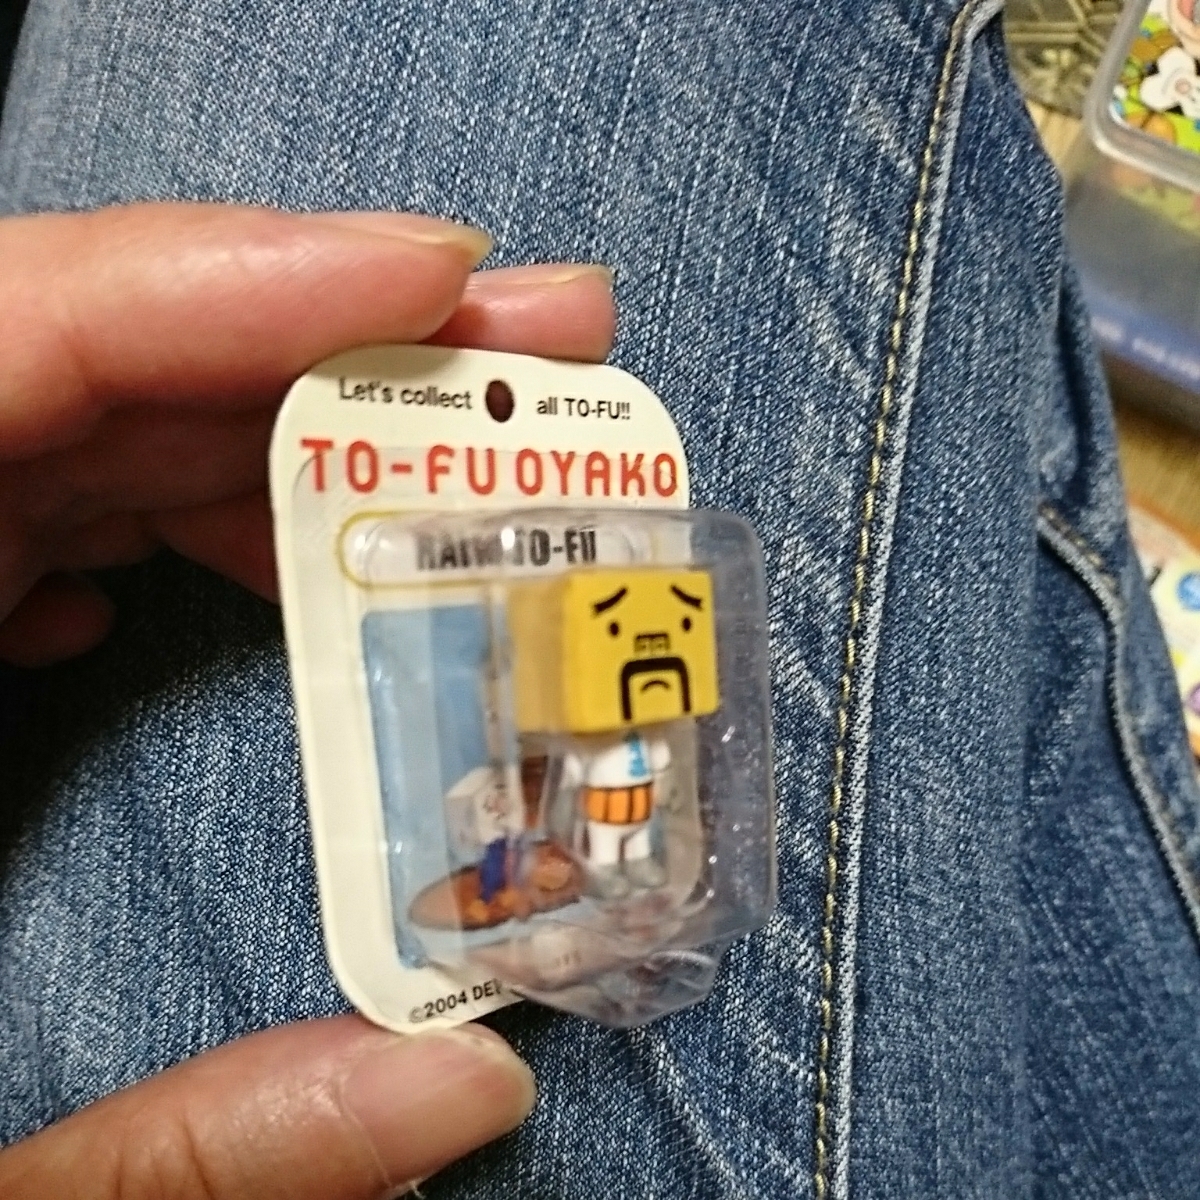 Let's collect all TO-FU!!
TO-FU OYAKO
TO-FU
©2004 DEV